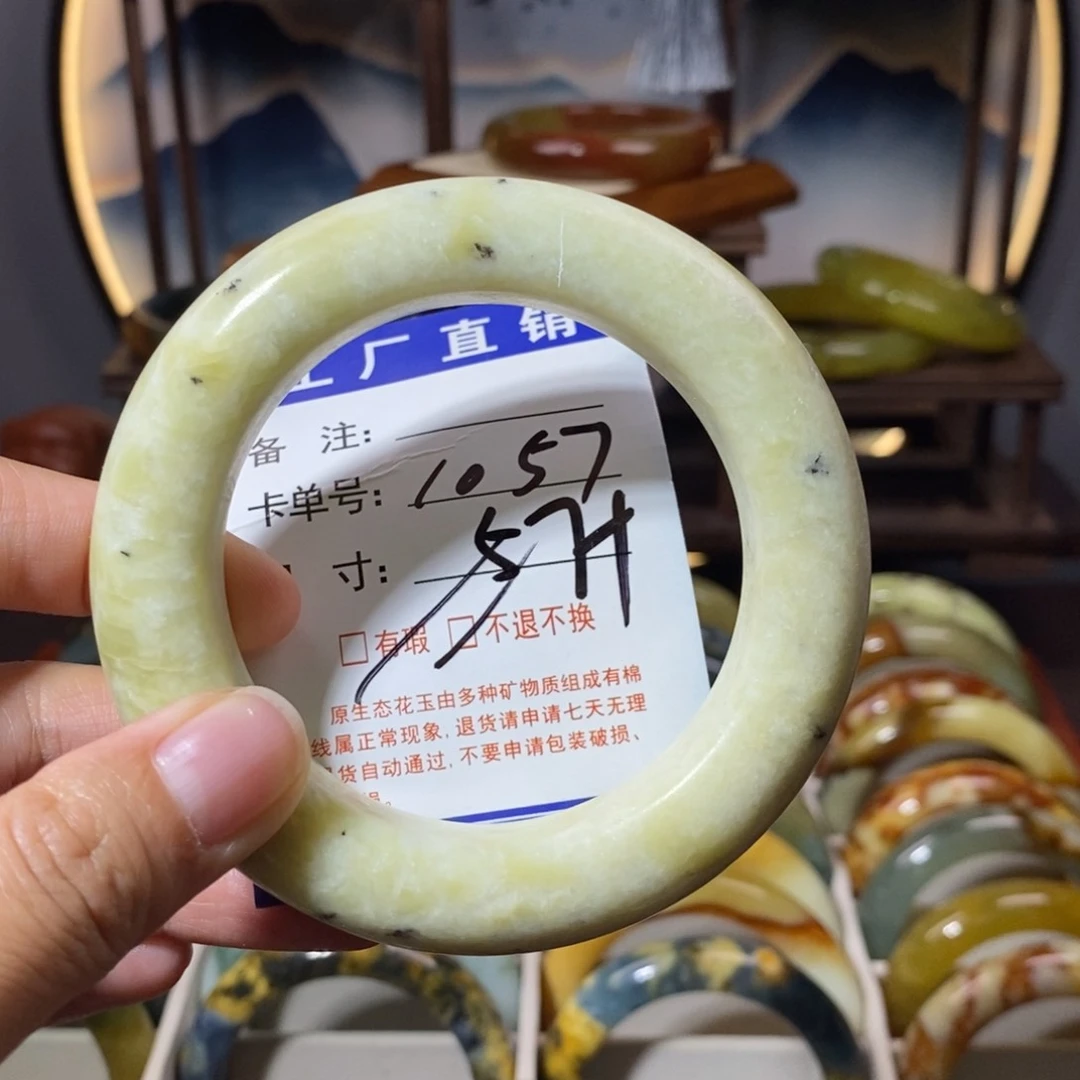 工厂直销
备 注:
卡单号: 1057
寸: 57H
□有瑕 □不退不换
原生态花玉由多种矿物质组成有棉
线属正常现象,退货请申请七天无理
货自动通过,不要申请包装破损、